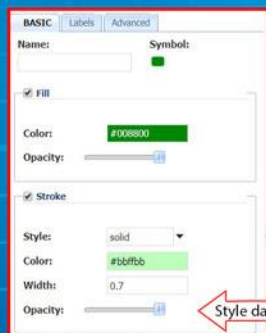 BASIC Labels Advanced
Name: Symbol:
Fill
Color: #008800
Opacity:
Stroke
Style: solid
Color: #bbffbb
Width: 0.7
Opacity:
Style da